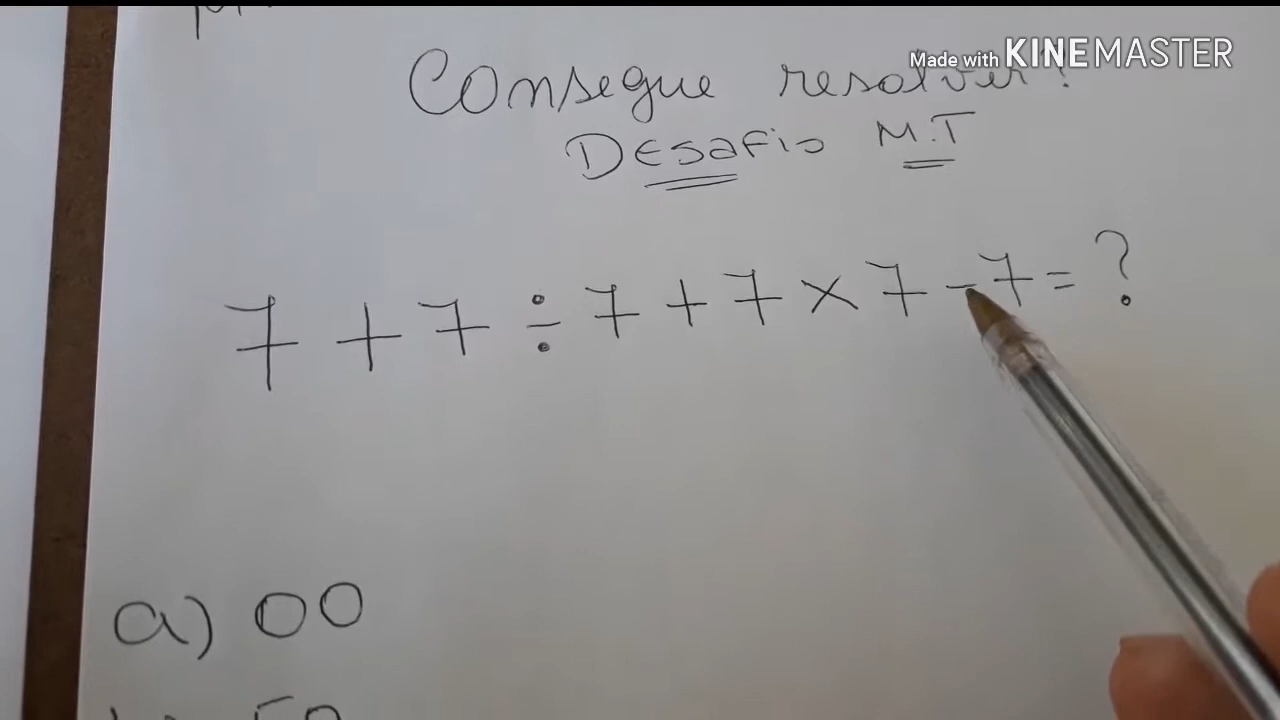 Made with KINEMASTER
Consegue resolver?
Desafio M.T
7 + 7 ÷ 7 + 7 × 7 - 7 = ?
a) 00